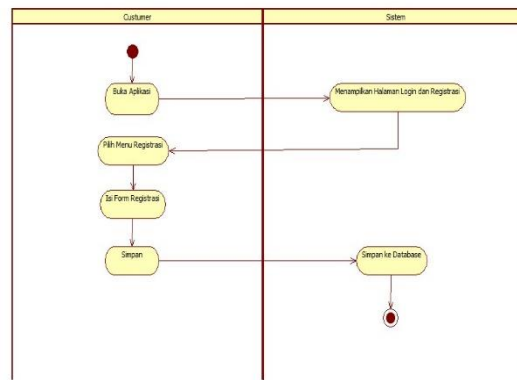 Custumer
Sistem
Buka Aplikasi
Menampilkan Halaman Login dan Registrasi
Pilih Menu Registrasi
Isi Form Registrasi
Simpan
Simpan ke Database